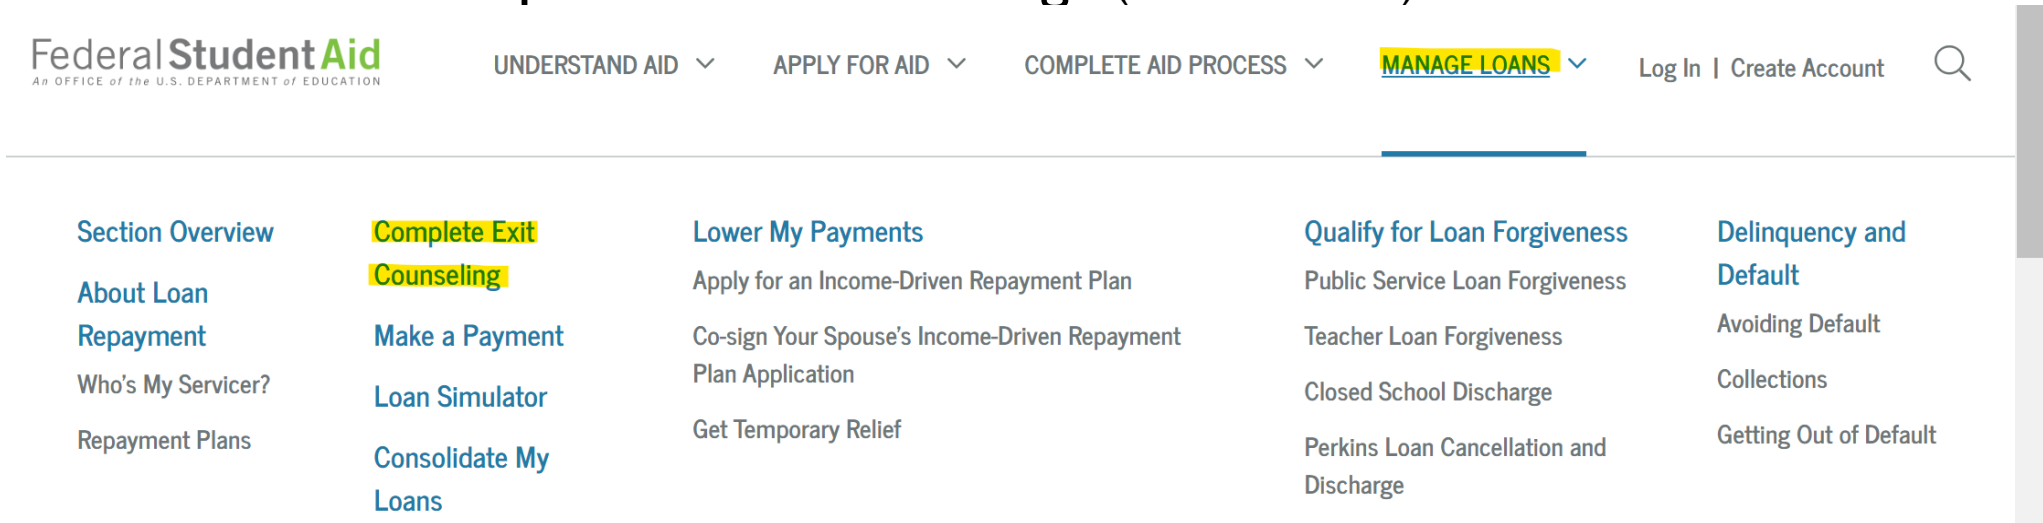 Federal Student Aid
An OFFICE of the U.S. DEPARTMENT of EDUCATION
UNDERSTAND AID
APPLY FOR AID
COMPLETE AID PROCESS
MANAGE LOANS
Log In | Create Account
Section Overview
About Loan
Repayment
Who's My Servicer?
Repayment Plans
Complete Exit
Counseling
Make a Payment
Loan Simulator
Consolidate My
Loans
Lower My Payments
Apply for an Income-Driven Repayment Plan
Co-sign Your Spouse's Income-Driven Repayment
Plan Application
Get Temporary Relief
Qualify for Loan Forgiveness
Public Service Loan Forgiveness
Teacher Loan Forgiveness
Closed School Discharge
Perkins Loan Cancellation and
Discharge
Delinquency and
Default
Avoiding Default
Collections
Getting Out of Default